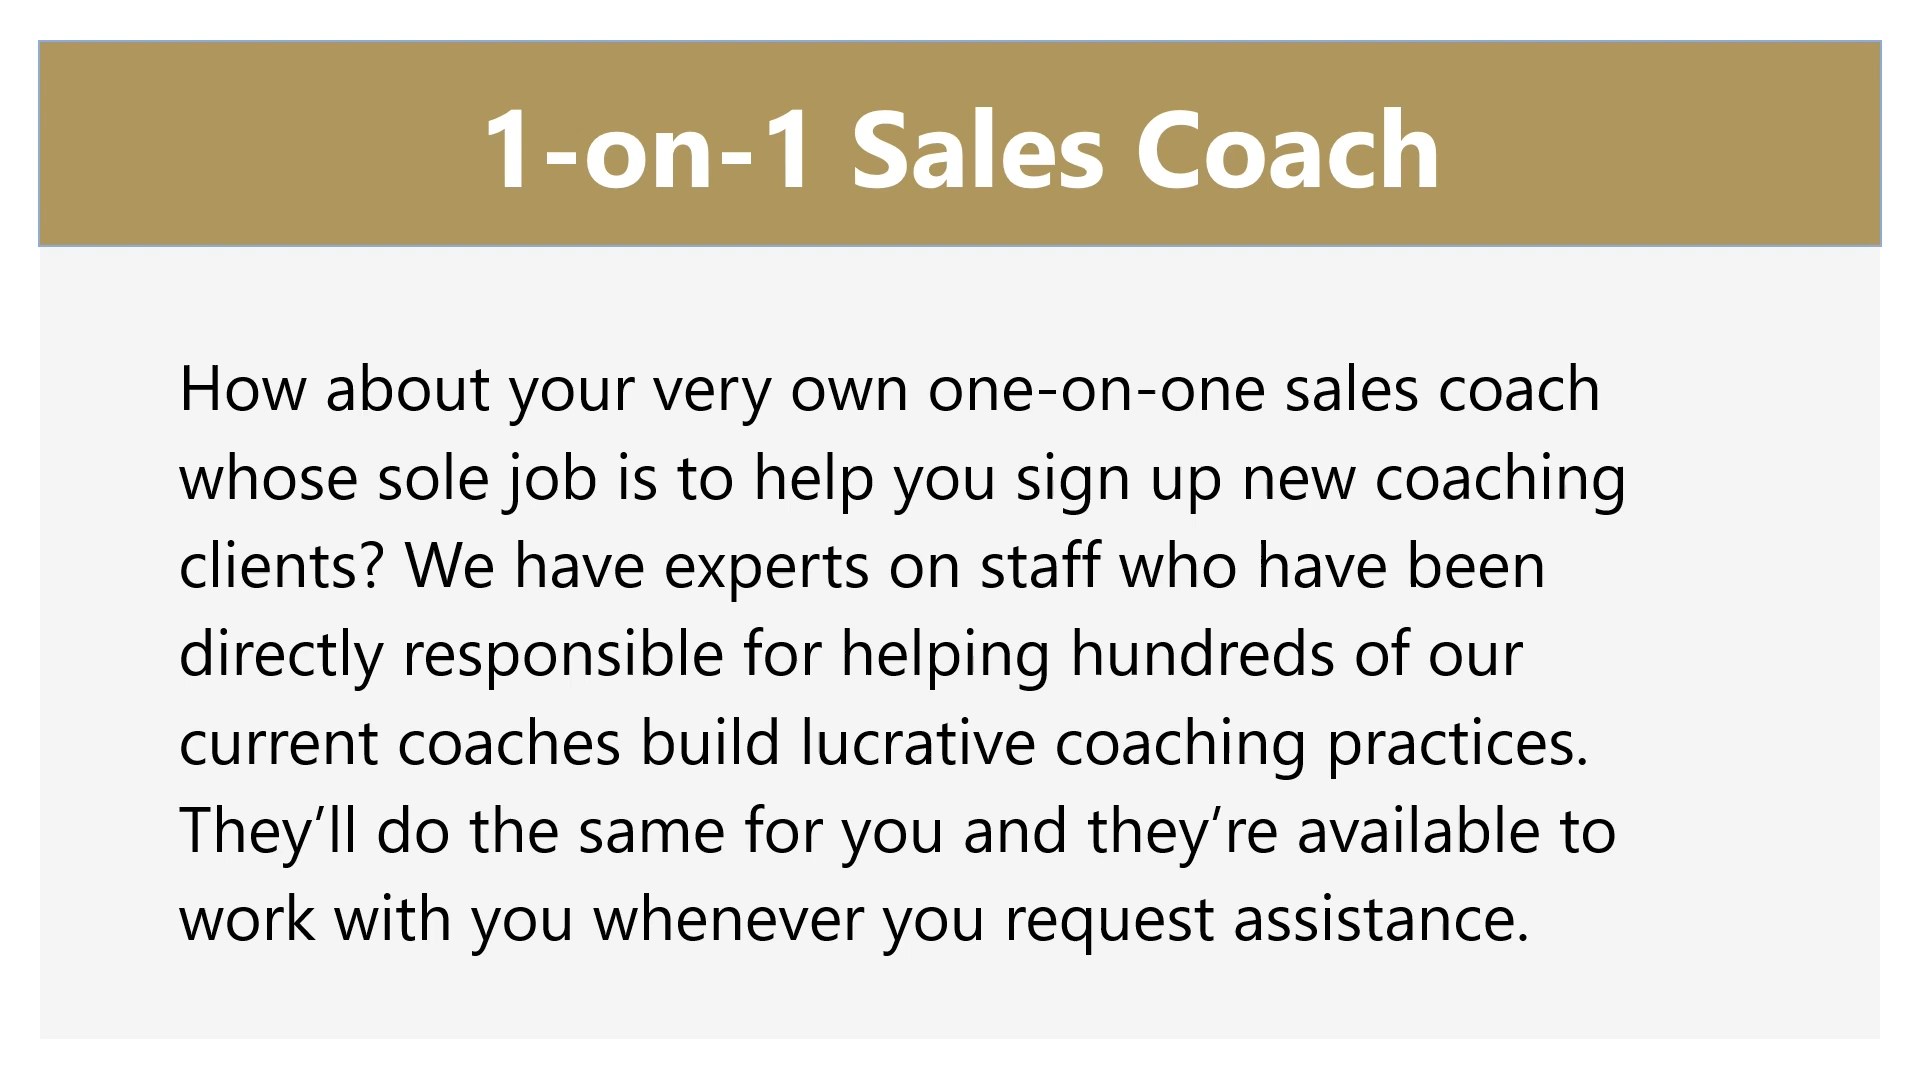 1-on-1 Sales Coach
How about your very own one-on-one sales coach
whose sole job is to help you sign up new coaching
clients? We have experts on staff who have been
directly responsible for helping hundreds of our
current coaches build lucrative coaching practices.
They’ll do the same for you and they’re available to
work with you whenever you request assistance.